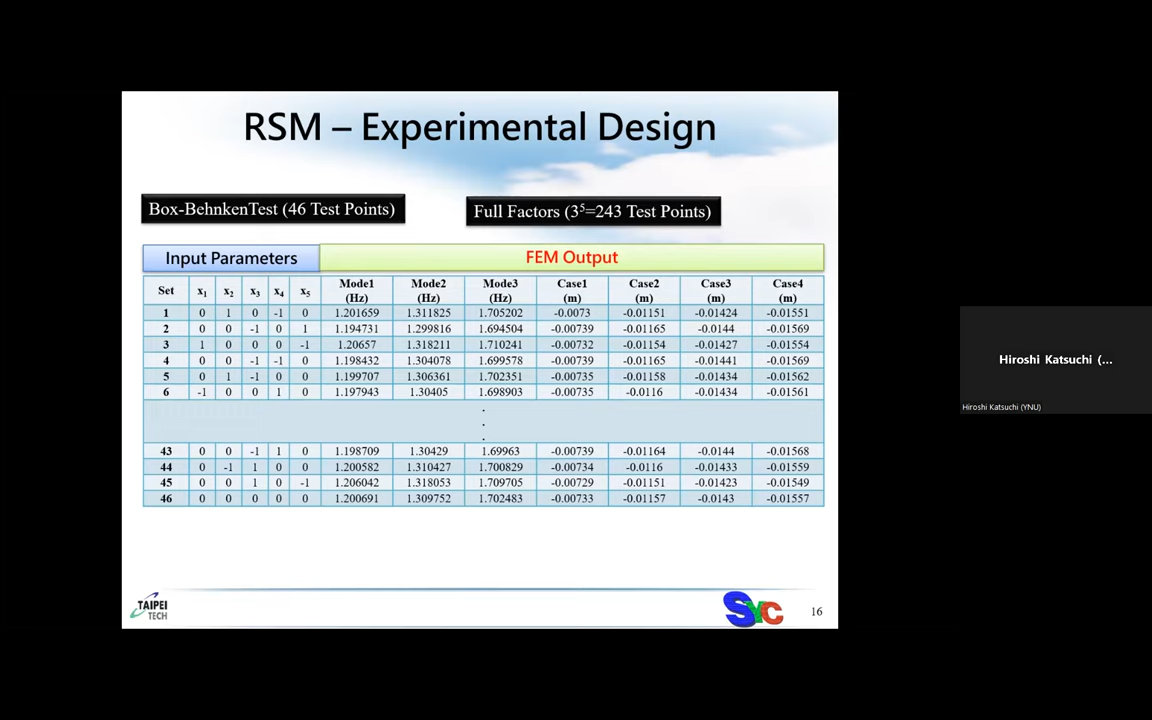 RSM – Experimental Design
Box-BehnkenTest (46 Test Points)
Full Factors (3⁵=243 Test Points)
Input Parameters FEM Output
Set x₁ x₂ x₃ x₄ x₅ Mode1 (Hz) Mode2 (Hz) Mode3 (Hz) Case1 (m) Case2 (m) Case3 (m) Case4 (m)
1 0 1 0 -1 0 1.201659 1.311825 1.705202 -0.0073 -0.01151 -0.01424 -0.01551
2 0 0 -1 0 1 1.194731 1.299816 1.694504 -0.00739 -0.01165 -0.0144 -0.01569
3 1 0 0 0 -1 1.20657 1.318211 1.710241 -0.00732 -0.01154 -0.01427 -0.01554
4 0 0 -1 -1 0 1.198432 1.304078 1.699578 -0.00739 -0.01165 -0.01441 -0.01569
5 0 1 -1 0 0 1.199707 1.306361 1.702351 -0.00735 -0.01158 -0.01434 -0.01562
6 -1 0 0 1 0 1.197943 1.30405 1.698903 -0.00735 -0.0116 -0.01434 -0.01561
.
.
.
43 0 0 -1 1 0 1.198709 1.30429 1.69963 -0.00739 -0.01164 -0.0144 -0.01568
44 0 -1 1 0 0 1.200582 1.310427 1.700829 -0.00734 -0.0116 -0.01433 -0.01559
45 0 0 1 0 -1 1.206042 1.318053 1.709705 -0.00729 -0.01151 -0.01423 -0.01549
46 0 0 0 0 0 1.200691 1.309752 1.702483 -0.00733 -0.01157 -0.0143 -0.01557
TAIPEI
TECH
SYC
16
Hiroshi Katsuchi (...
Hiroshi Katsuchi (YNU)